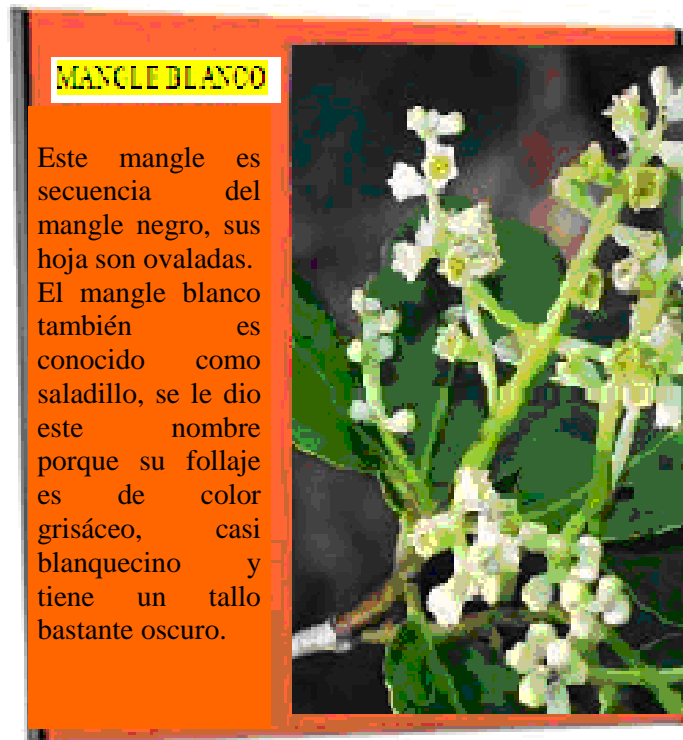 MANGLE BLANCO
Este mangle es
secuencia del
mangle negro, sus
hoja son ovaladas.
El mangle blanco
también es
conocido como
saladillo, se le dio
este nombre
porque su follaje
es de color
grisáceo, casi
blanquecino y
tiene un tallo
bastante oscuro.